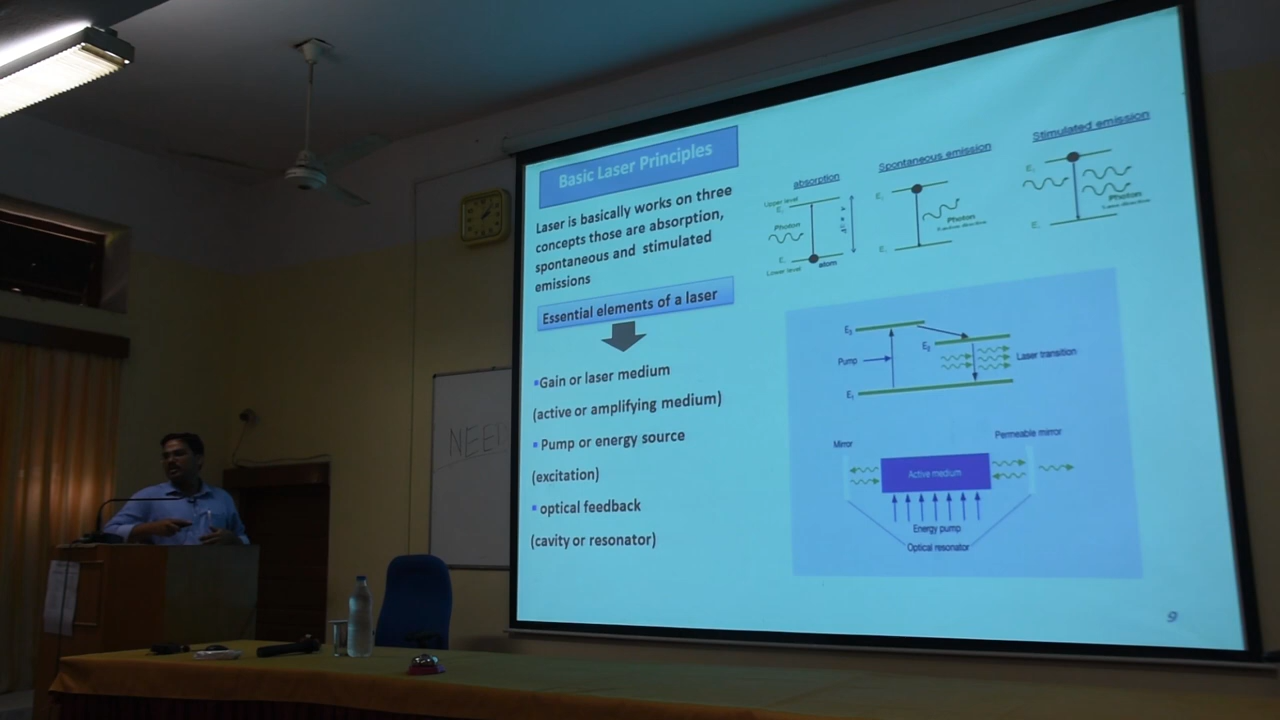 Basic Laser Principles
Laser is basically works on three
concepts those are absorption,
spontaneous and stimulated
emissions
Essential elements of a laser
Gain or laser medium
(active or amplifying medium)
Pump or energy source
(excitation)
optical feedback
(cavity or resonator)
absorption
Upper level
Photon
atom
Lower level
Spontaneous emission
Photon
Stimulated emission
Photon
E₃
E₂
Pump
Laser transition
E₁
Mirror
Permeable mirror
Active medium
Energy pump
Optical resonator
9